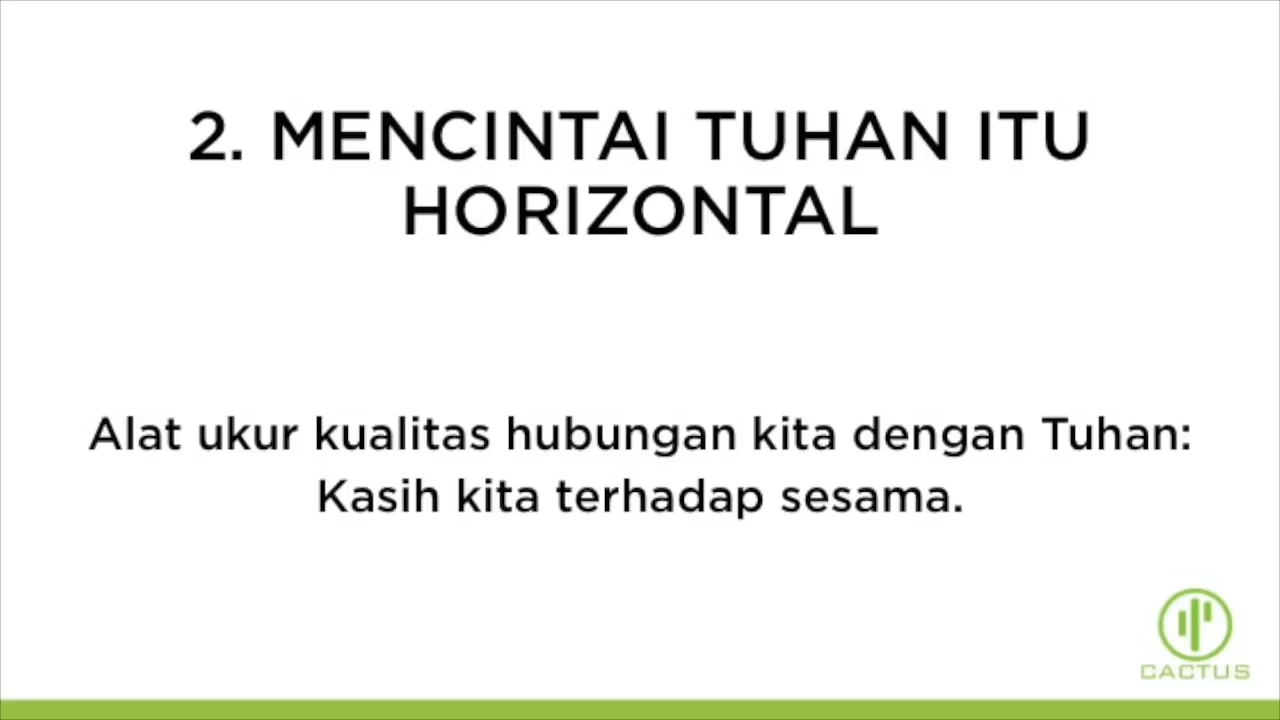 2. MENCINTAI TUHAN ITU
HORIZONTAL
Alat ukur kualitas hubungan kita dengan Tuhan:
Kasih kita terhadap sesama.
CACTUS